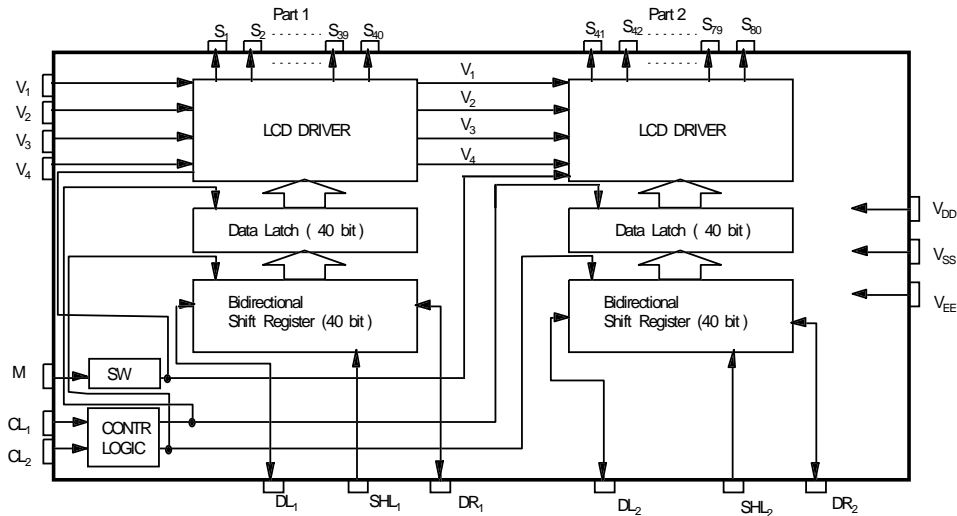 Part 1 Part 2
S1 S2 ........ S39 S40 S41 S42 ........ S79 S80
........ ........
V1 V1
V2 V2
V3 V3
V4 V4
LCD DRIVER LCD DRIVER
Data Latch ( 40 bit ) Data Latch ( 40 bit )
VDD
VSS
VEE
Bidirectional Bidirectional
Shift Register (40 bit ) Shift Register (40 bit )
M SW
CL1 CONTR
CL2 LOGIC
DL1 SHL1 DR1 DL2 SHL2 DR2